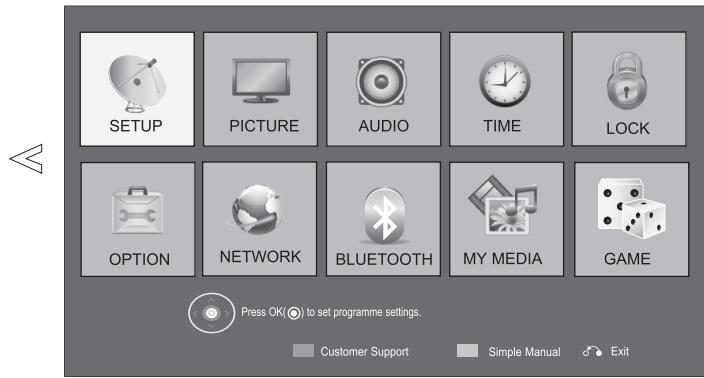 SETUP PICTURE AUDIO TIME LOCK
OPTION NETWORK BLUETOOTH MY MEDIA GAME
Press OK( ) to set programme settings.
Customer Support Simple Manual Exit